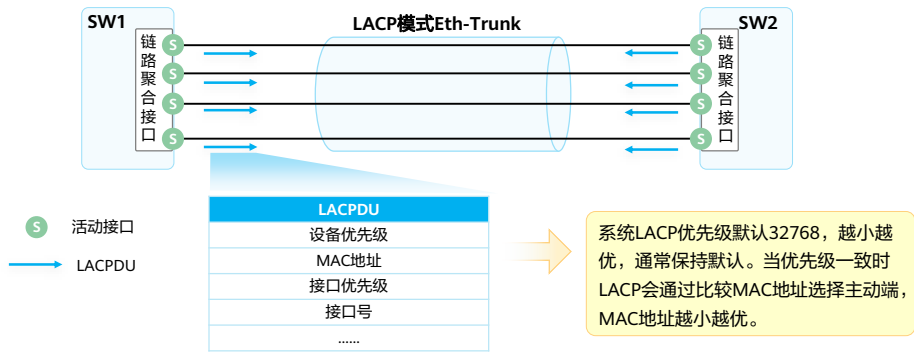 SW1
LACP模式Eth-Trunk
SW2
链路聚合接口
S
S
S
S
S
S
S
S
链路聚合接口
LACPDU
设备优先级
MAC地址
接口优先级
接口号
......
S 活动接口
LACPDU
系统LACP优先级默认32768，越小越
优，通常保持默认。当优先级一致时
LACP会通过比较MAC地址选择主动端，
MAC地址越小越优。